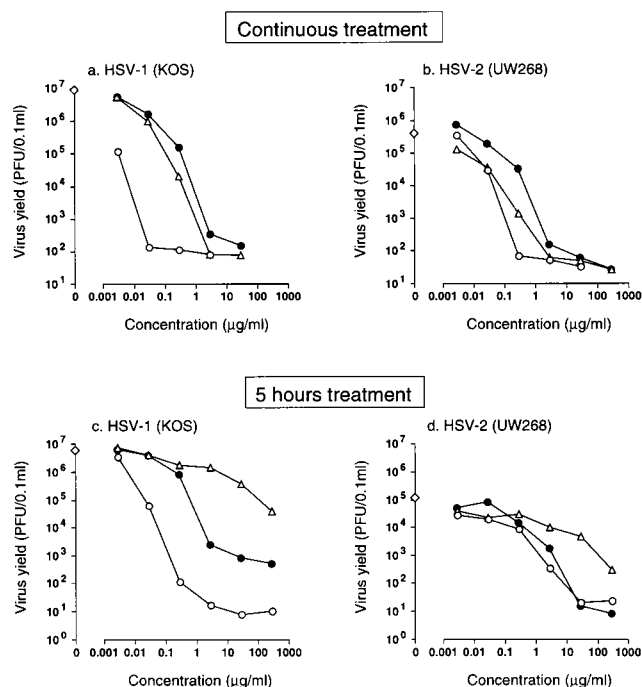 Continuous treatment
a. HSV-1 (KOS)
Virus yield (PFU/0.1ml)
10⁷
10⁶
10⁵
10⁴
10³
10²
10¹
0 0.001 0.01 0.1 1 10 100 1000
Concentration (µg/ml)
b. HSV-2 (UW268)
Virus yield (PFU/0.1ml)
10⁷
10⁶
10⁵
10⁴
10³
10²
10¹
0 0.001 0.01 0.1 1 10 100 1000
Concentration (µg/ml)
5 hours treatment
c. HSV-1 (KOS)
Virus yield (PFU/0.1ml)
10⁷
10⁶
10⁵
10⁴
10³
10²
10¹
10⁰
0 0.001 0.01 0.1 1 10 100 1000
Concentration (µg/ml)
d. HSV-2 (UW268)
Virus yield (PFU/0.1ml)
10⁷
10⁶
10⁵
10⁴
10³
10²
10¹
10⁰
0 0.001 0.01 0.1 1 10 100 1000
Concentration (µg/ml)